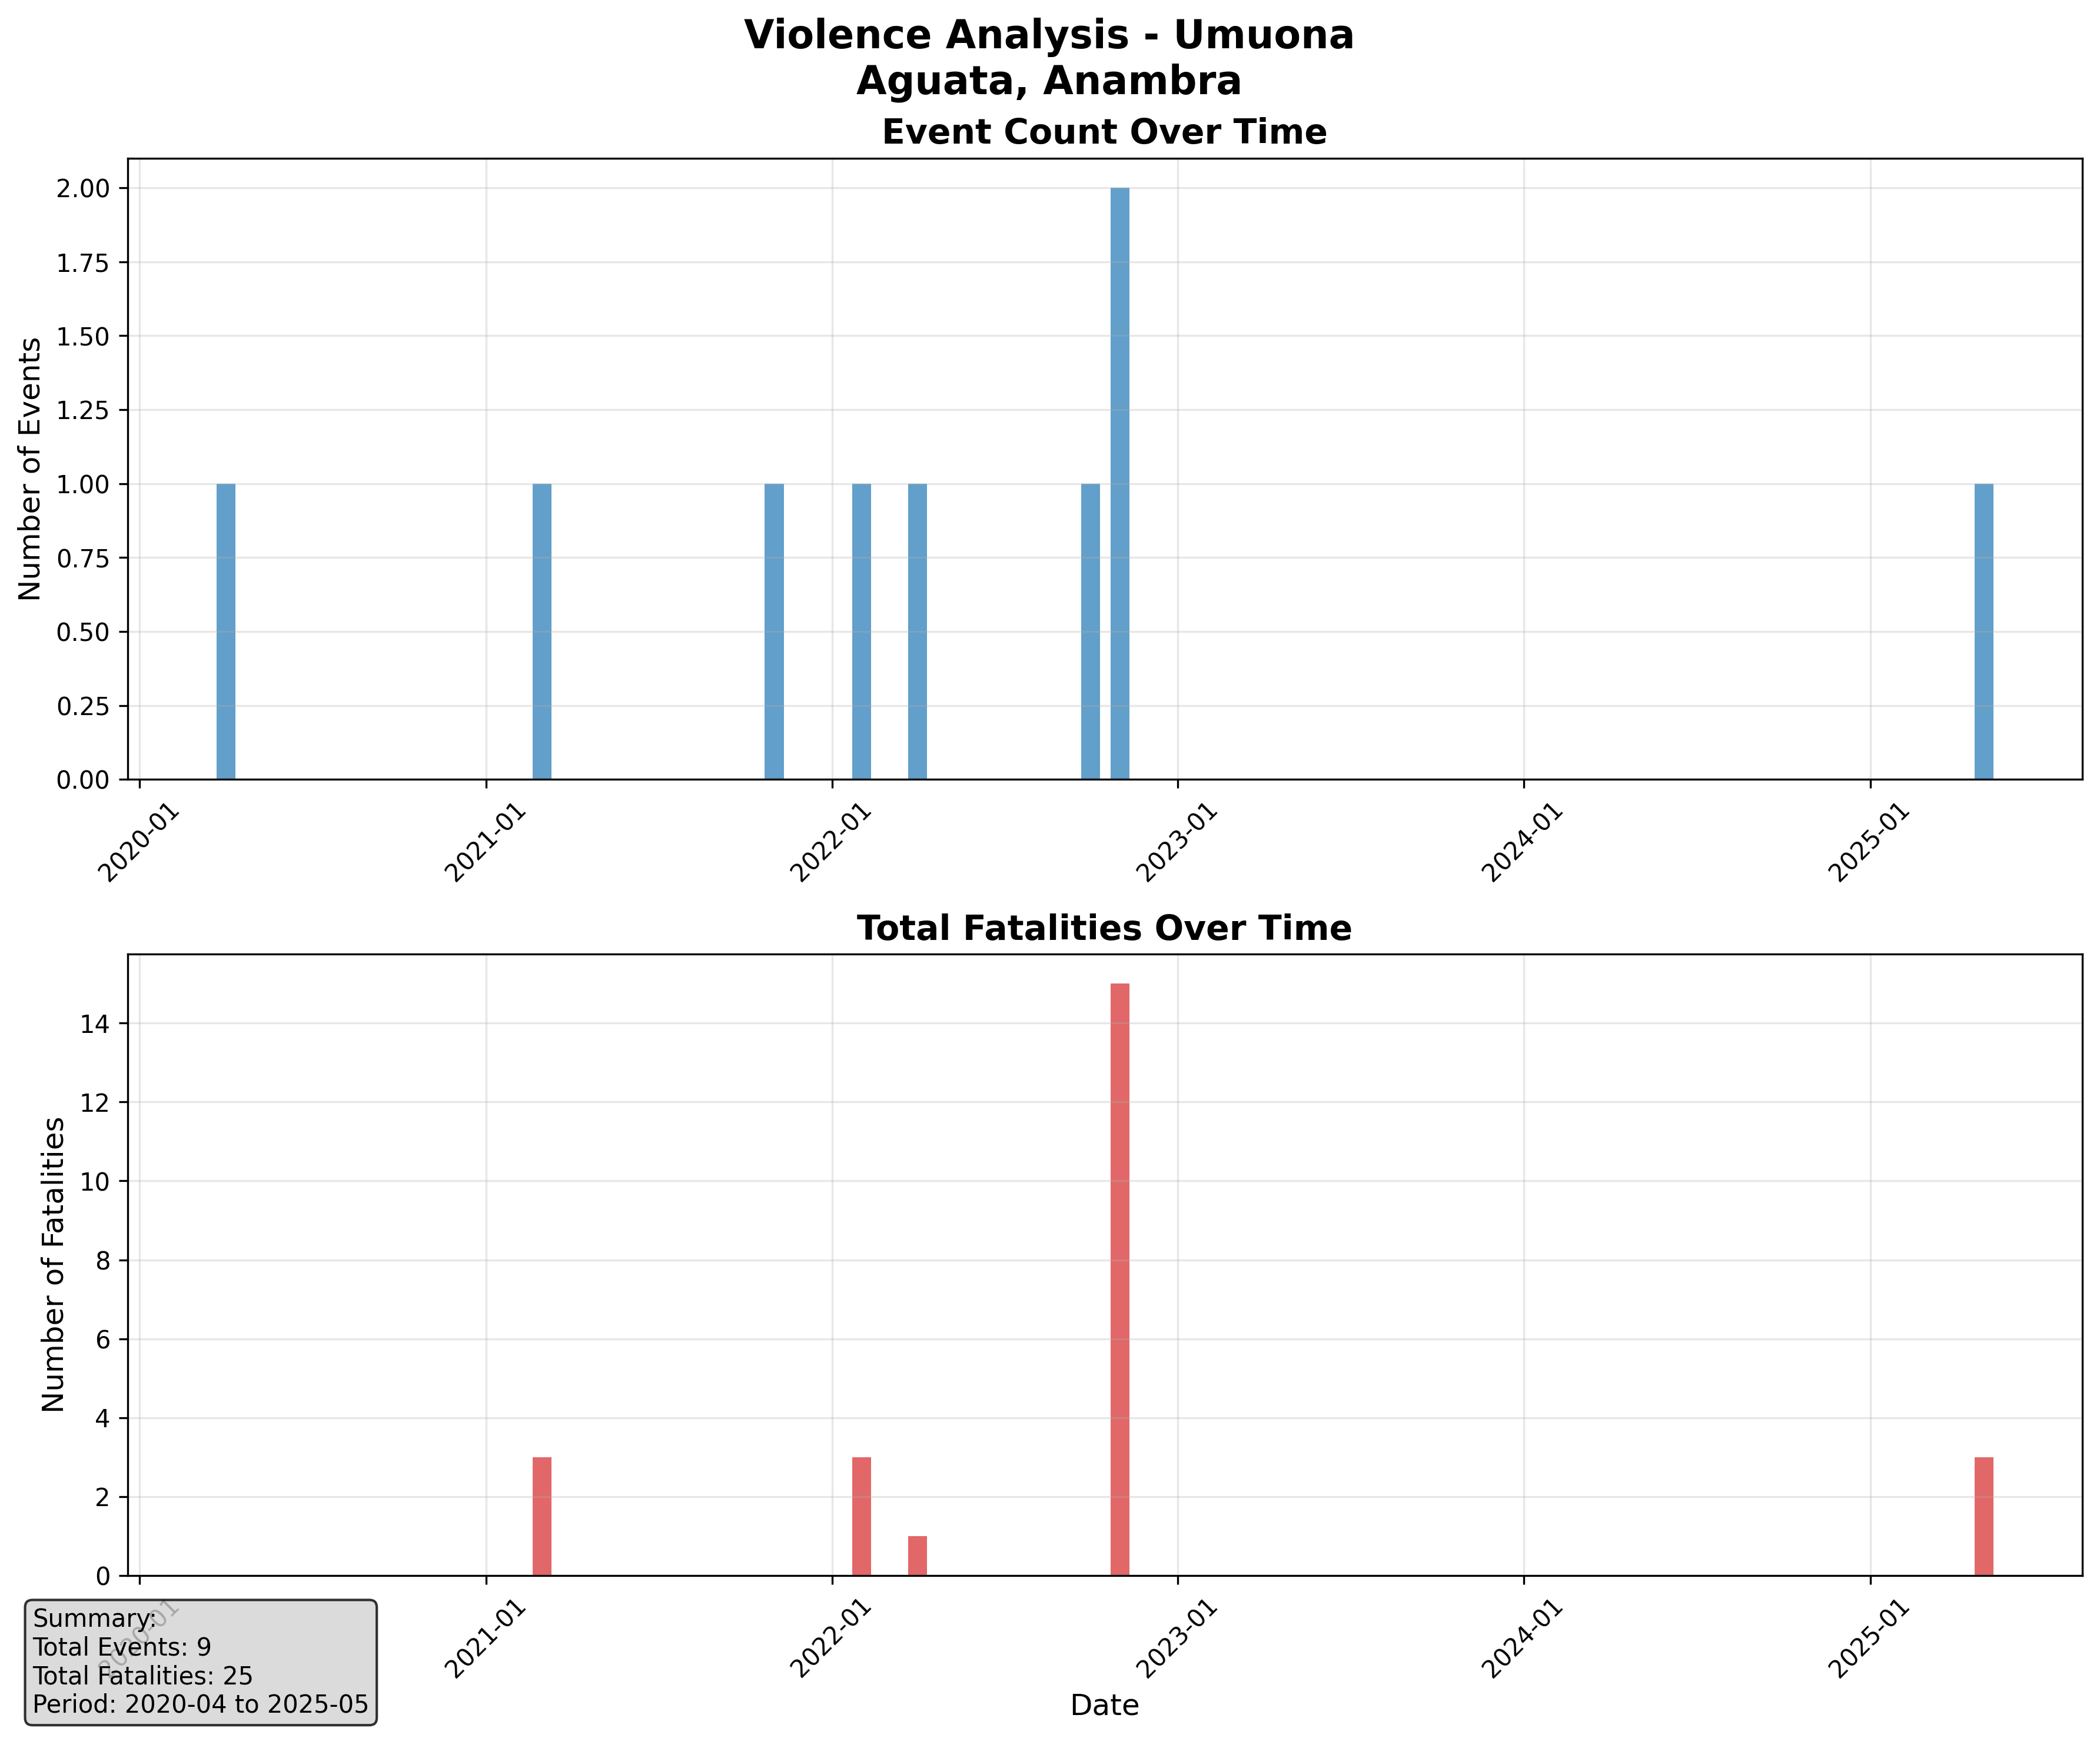 Violence Analysis - Umuona
Aguata, Anambra
Event Count Over Time
Number of Events
2.00
1.75
1.50
1.25
1.00
0.75
0.50
0.25
0.00
2020-01
2021-01
2022-01
2023-01
2024-01
2025-01
Total Fatalities Over Time
Number of Fatalities
14
12
10
8
6
4
2
0
2020-01
2021-01
2022-01
2023-01
2024-01
2025-01
Date
Summary:
Total Events: 9
Total Fatalities: 25
Period: 2020-04 to 2025-05